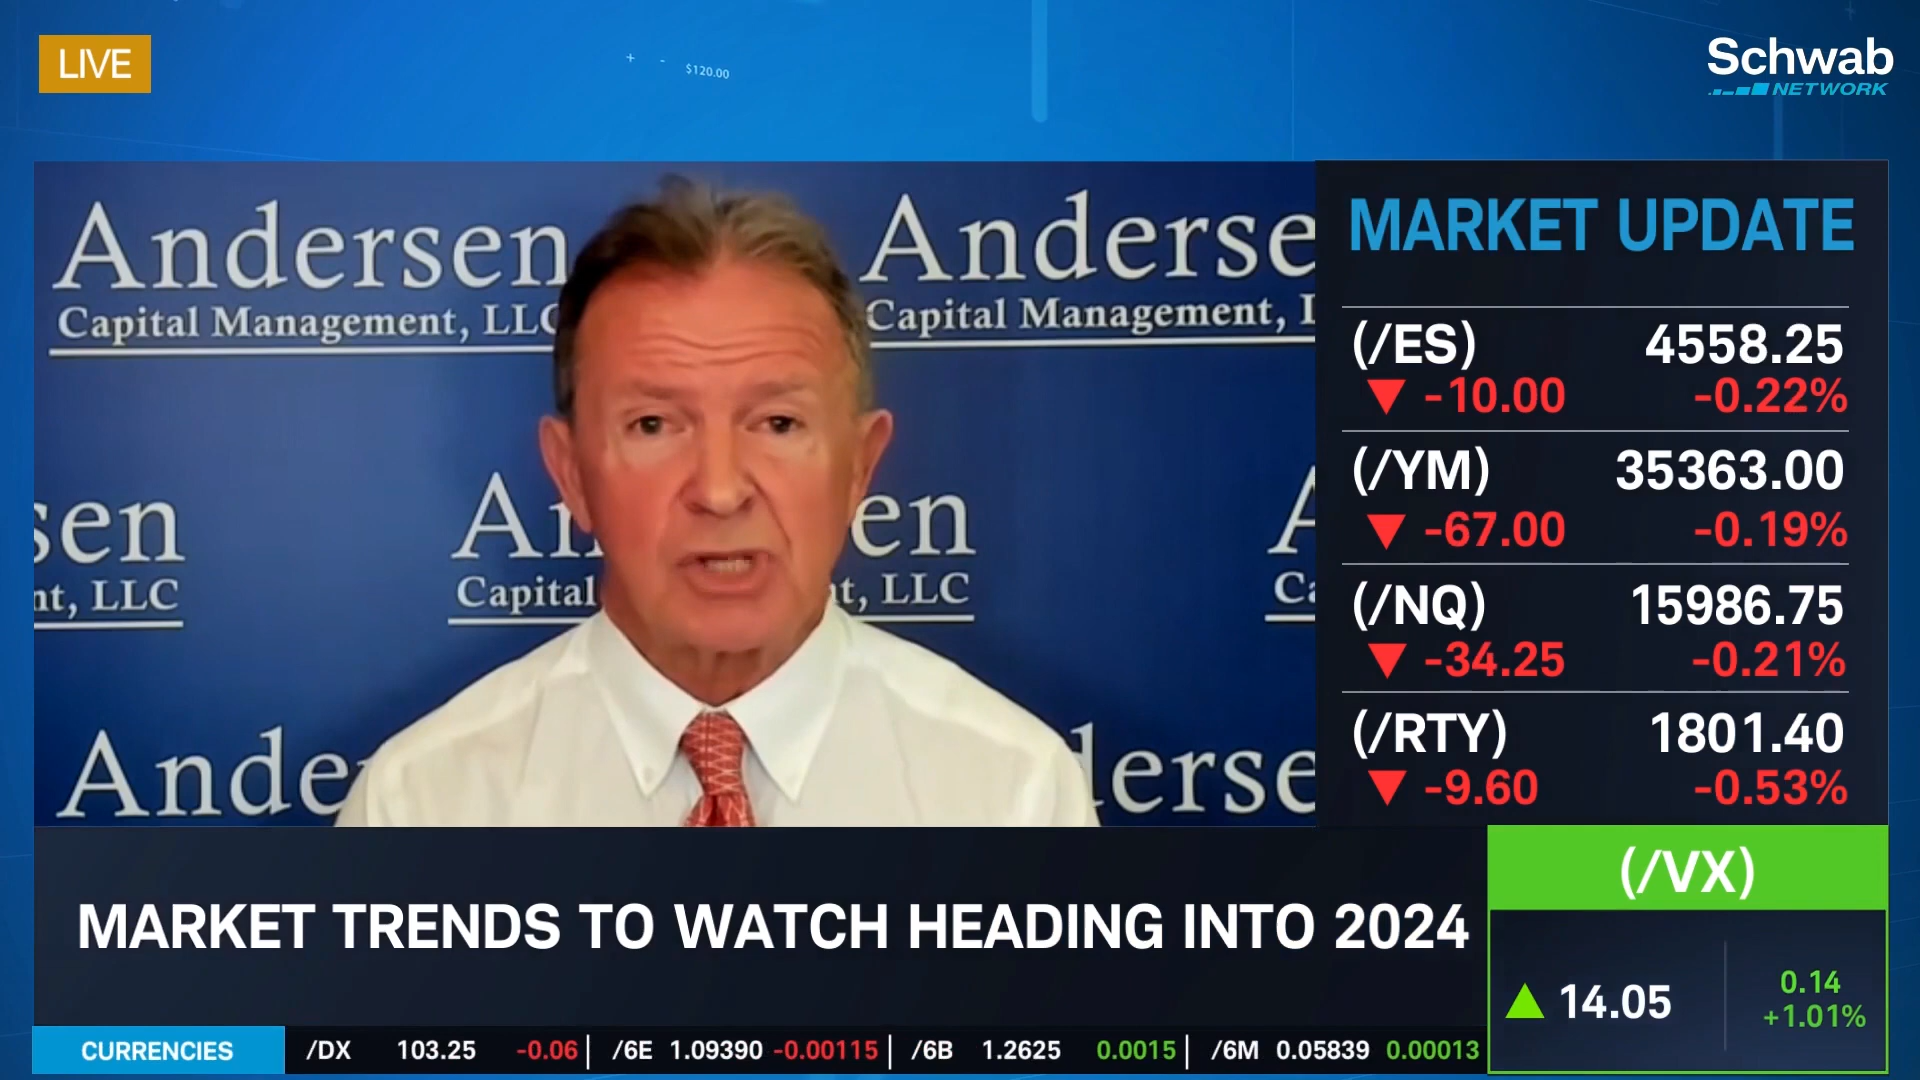 LIVE
+ - $120.00
Schwab
NETWORK
Andersen
Capital Management, LLC
Anderse
Capital Management, L
sen
nt, LLC
An
Capital
en
t, LLC
A
Ca
Ande
derse
MARKET UPDATE
(/ES) 4558.25
▼ -10.00 -0.22%
(/YM) 35363.00
▼ -67.00 -0.19%
(/NQ) 15986.75
▼ -34.25 -0.21%
(/RTY) 1801.40
▼ -9.60 -0.53%
MARKET TRENDS TO WATCH HEADING INTO 2024
(/VX)
▲ 14.05
0.14
+1.01%
CURRENCIES /DX 103.25 -0.06 | /6E 1.09390 -0.00115 | /6B 1.2625 0.0015 | /6M 0.05839 0.00013